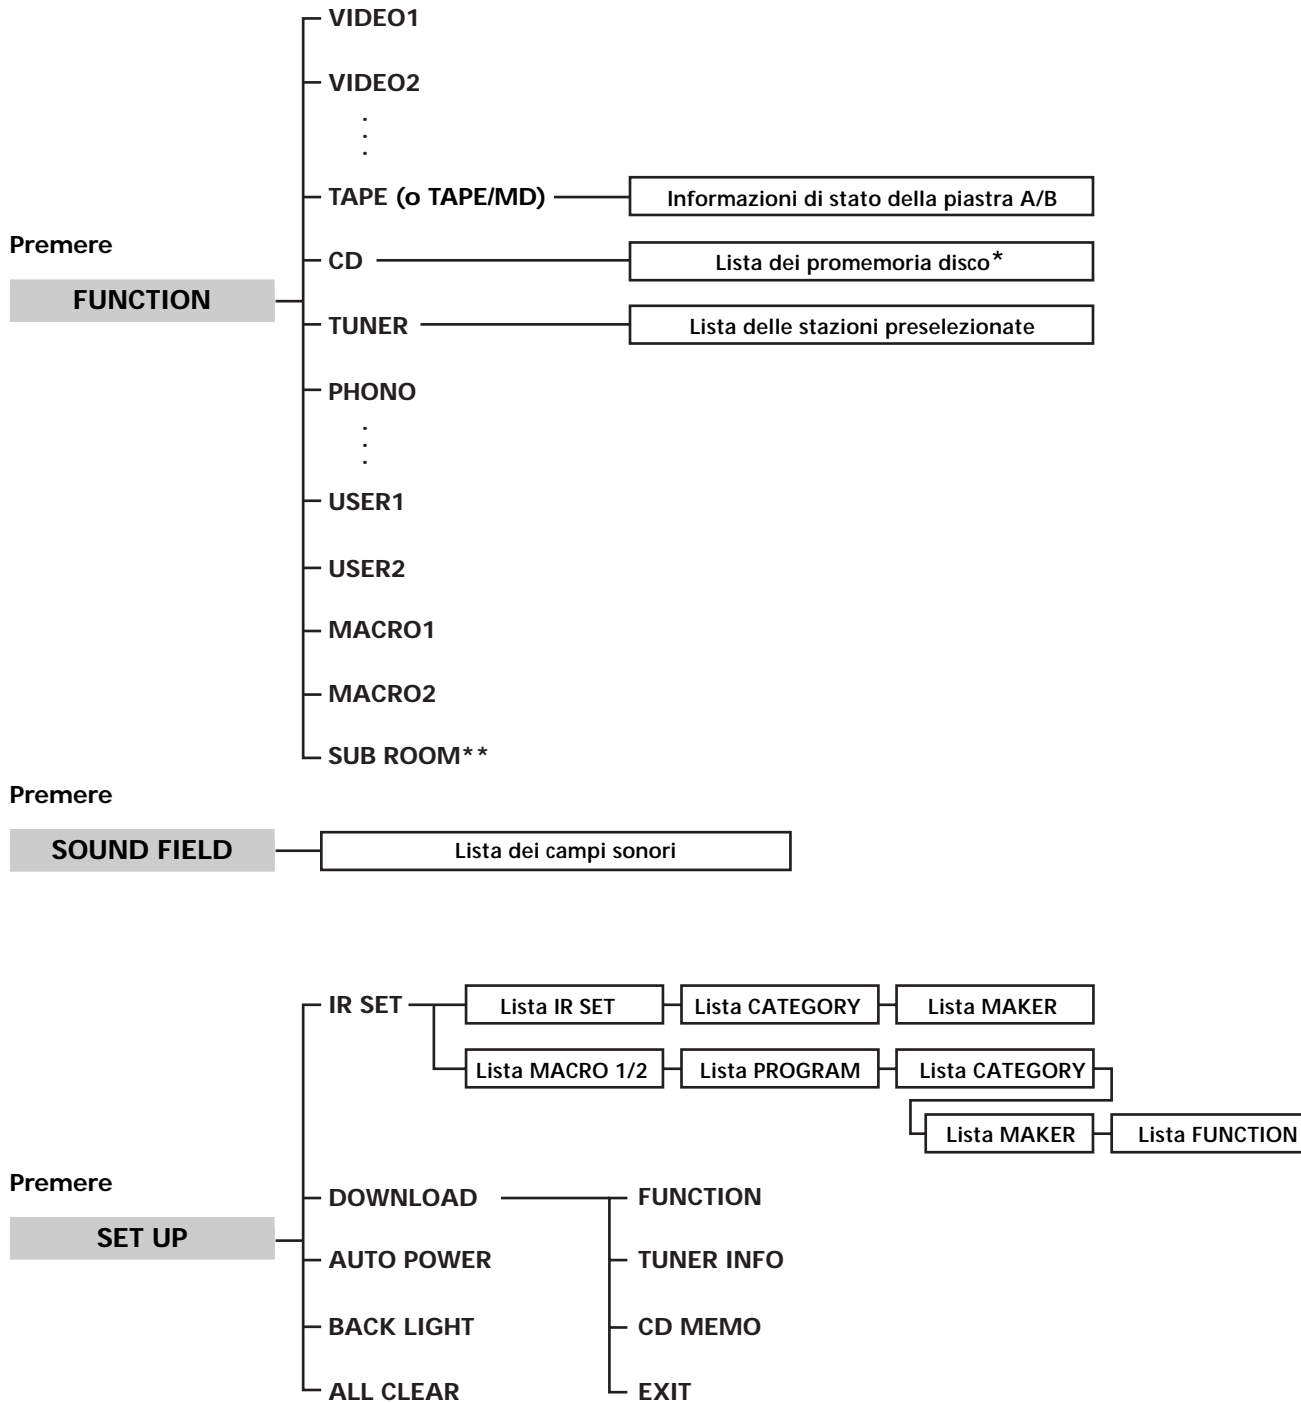 VIDEO1
VIDEO2
.
.
.
TAPE (o TAPE/MD)
Informazioni di stato della piastra A/B
Premere
CD
Lista dei promemoria disco*
FUNCTION
TUNER
Lista delle stazioni preselezionate
PHONO
.
.
.
USER1
USER2
MACRO1
MACRO2
SUB ROOM**
Premere
SOUND FIELD
Lista dei campi sonori
IR SET
Lista IR SET
Lista CATEGORY
Lista MAKER
Lista MACRO 1/2
Lista PROGRAM
Lista CATEGORY
Lista MAKER
Lista FUNCTION
Premere
SET UP
DOWNLOAD
FUNCTION
AUTO POWER
TUNER INFO
BACK LIGHT
CD MEMO
ALL CLEAR
EXIT